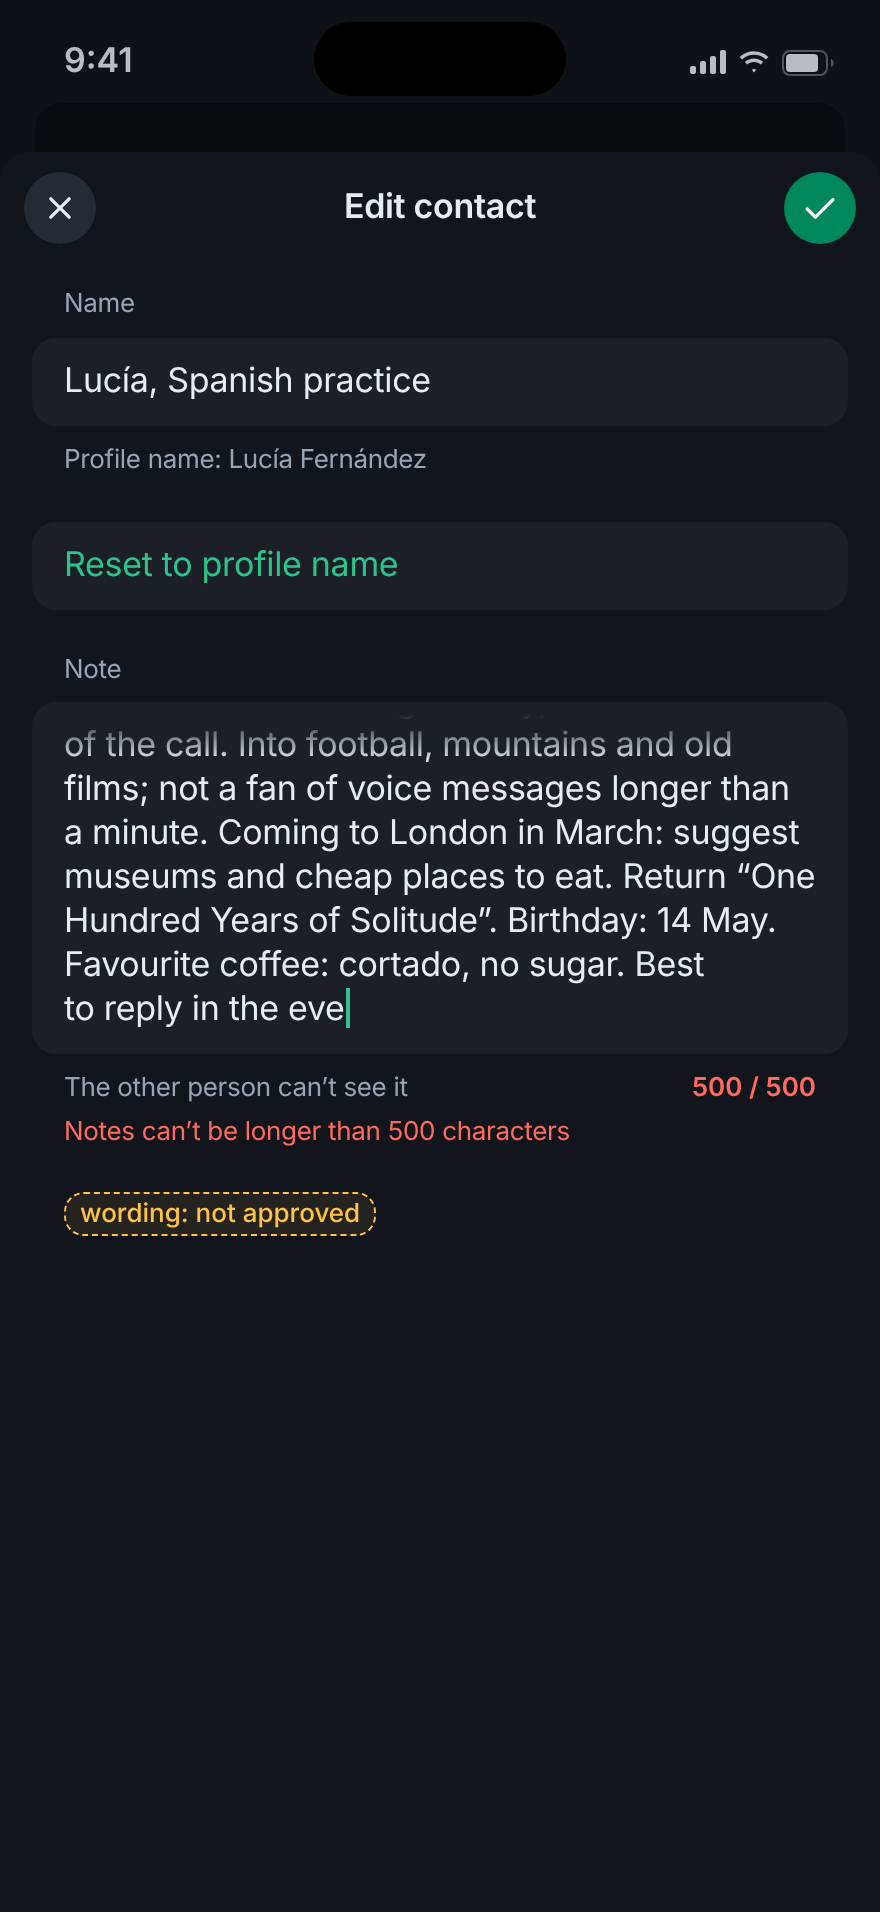 9:41
Edit contact
Name
Lucía, Spanish practice
Profile name: Lucía Fernández
Reset to profile name
Note
of the call. Into football, mountains and old
films; not a fan of voice messages longer than
a minute. Coming to London in March: suggest
museums and cheap places to eat. Return “One
Hundred Years of Solitude”. Birthday: 14 May.
Favourite coffee: cortado, no sugar. Best
to reply in the eve
The other person can’t see it
500 / 500
Notes can’t be longer than 500 characters
wording: not approved